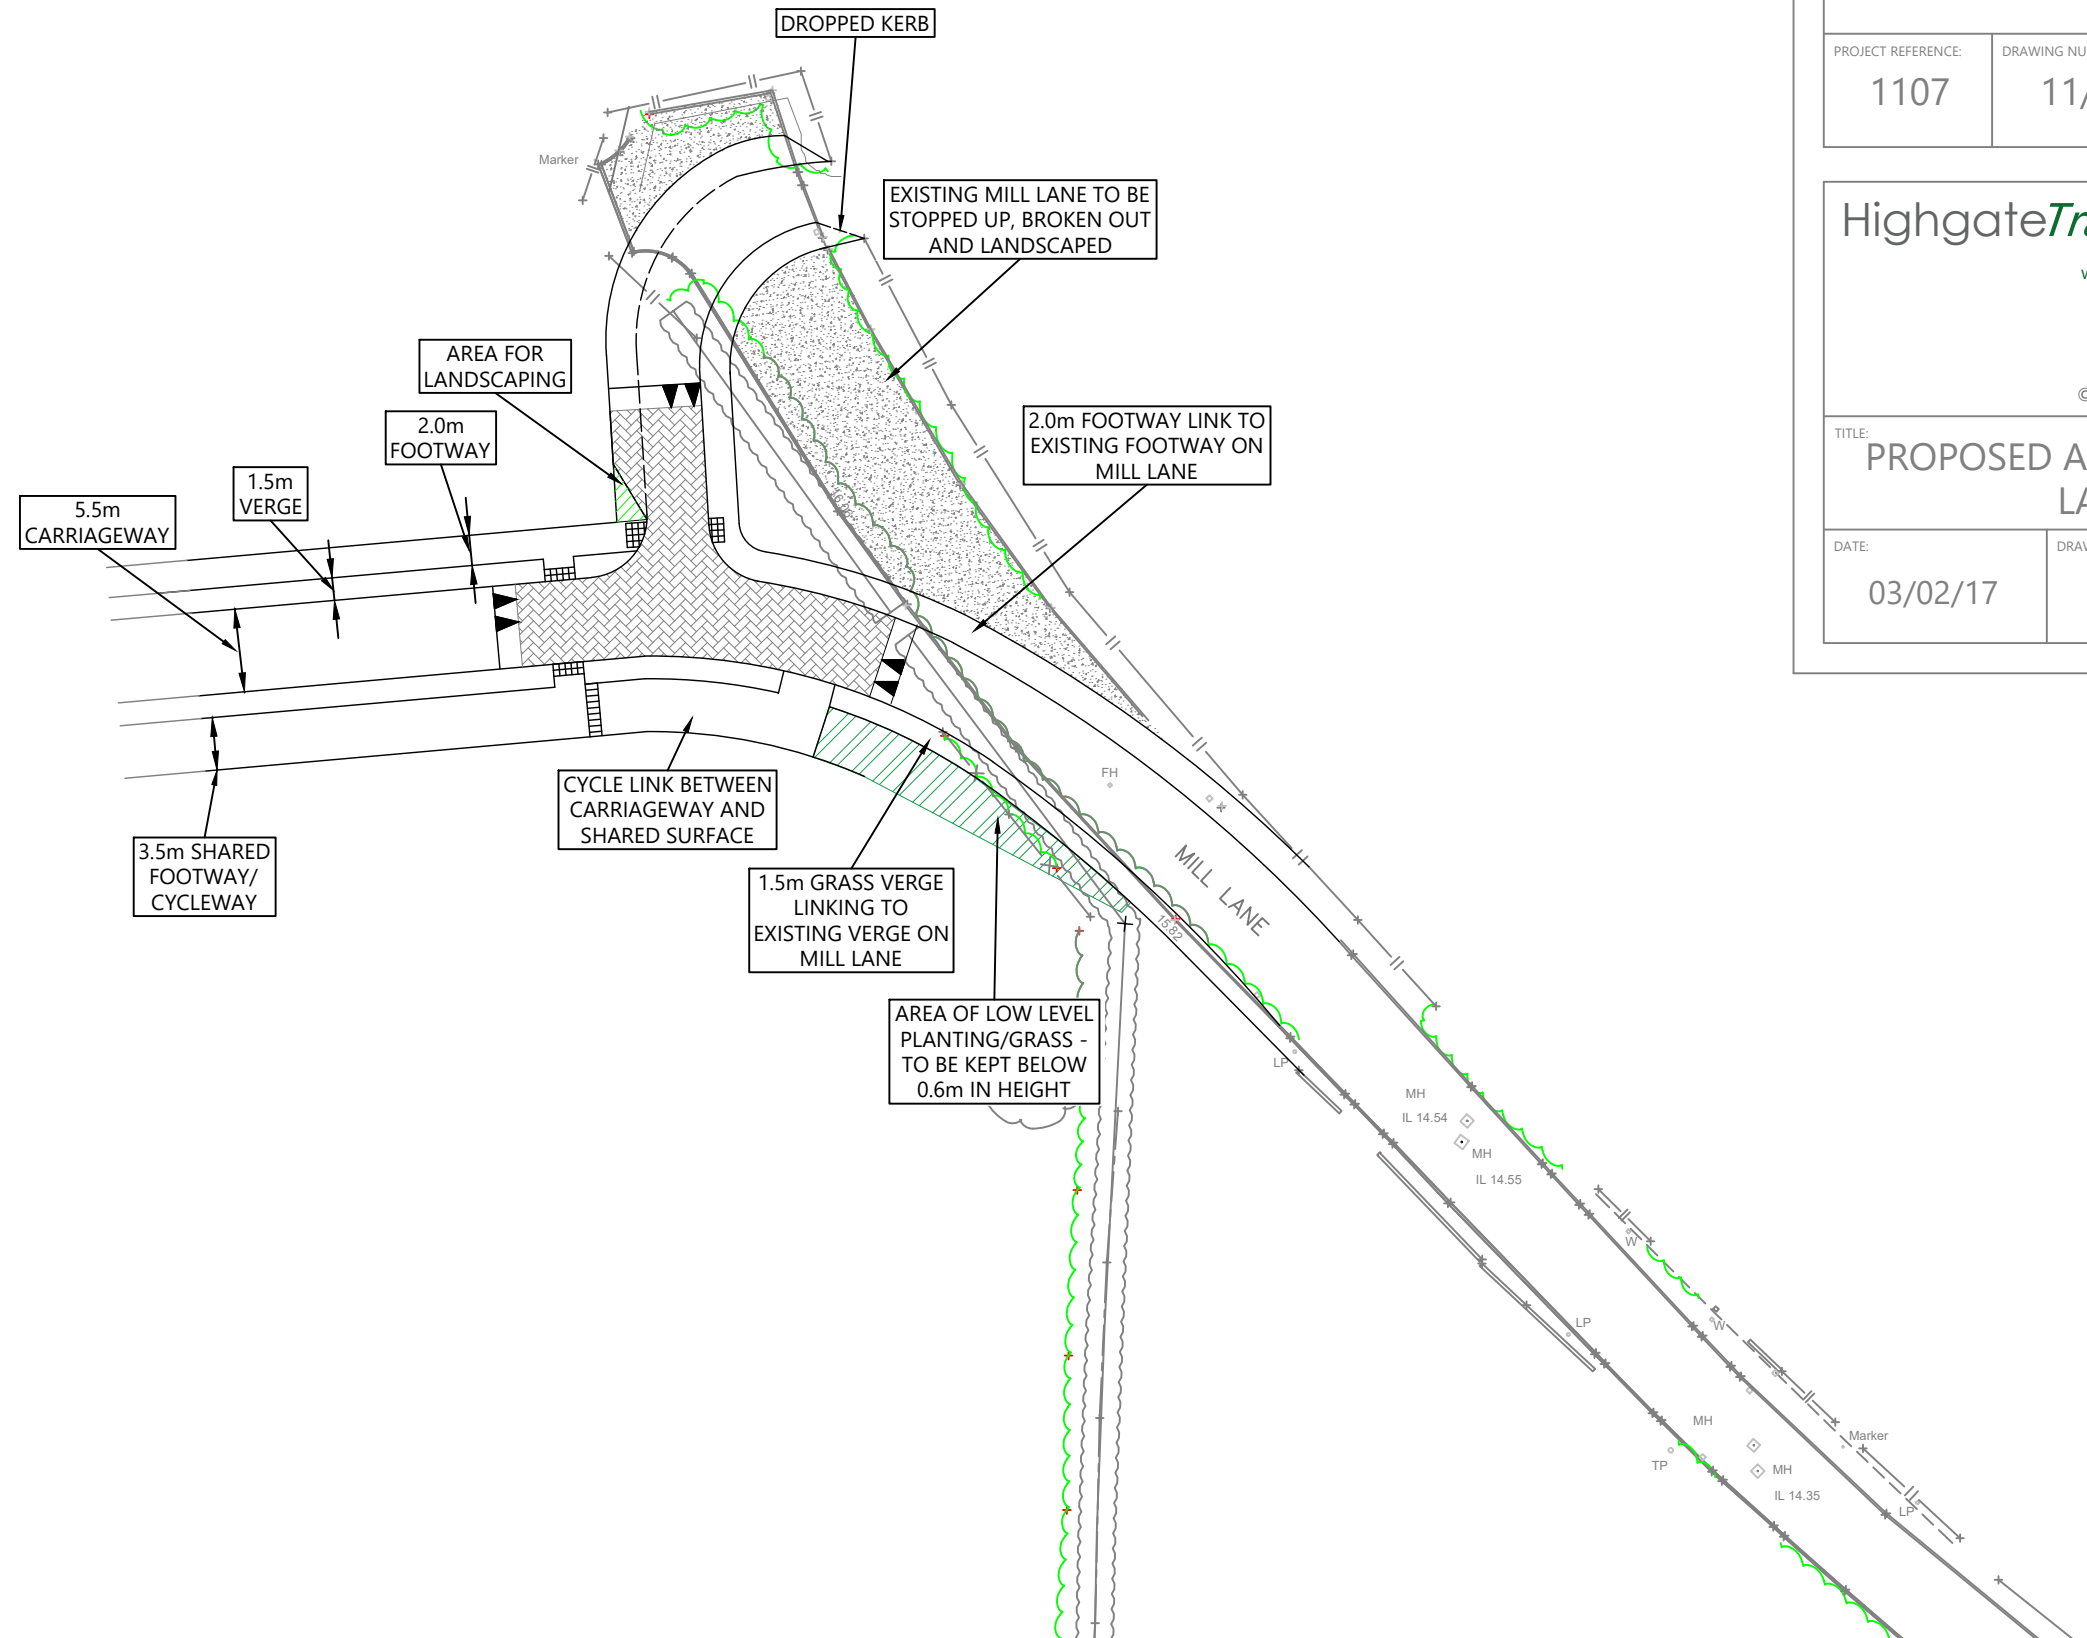 DROPPED KERB
Marker
EXISTING MILL LANE TO BE
STOPPED UP, BROKEN OUT
AND LANDSCAPED
AREA FOR
LANDSCAPING
2.0m
FOOTWAY
1.5m
VERGE
5.5m
CARRIAGEWAY
2.0m FOOTWAY LINK TO
EXISTING FOOTWAY ON
MILL LANE
CYCLE LINK BETWEEN
CARRIAGEWAY AND
SHARED SURFACE
3.5m SHARED
FOOTWAY/
CYCLEWAY
1.5m GRASS VERGE
LINKING TO
EXISTING VERGE ON
MILL LANE
AREA OF LOW LEVEL
PLANTING/GRASS -
TO BE KEPT BELOW
0.6m IN HEIGHT
FH
MILL LANE
15.82
LP
MH
IL 14.54
MH
IL 14.55
W
W
LP
MH
Marker
TP
MH
IL 14.35
LP
PROJECT REFERENCE:
1107
DRAWING NU
11/
HighgateTr
©
TITLE:
PROPOSED A
LA
DATE:
03/02/17
DRAW